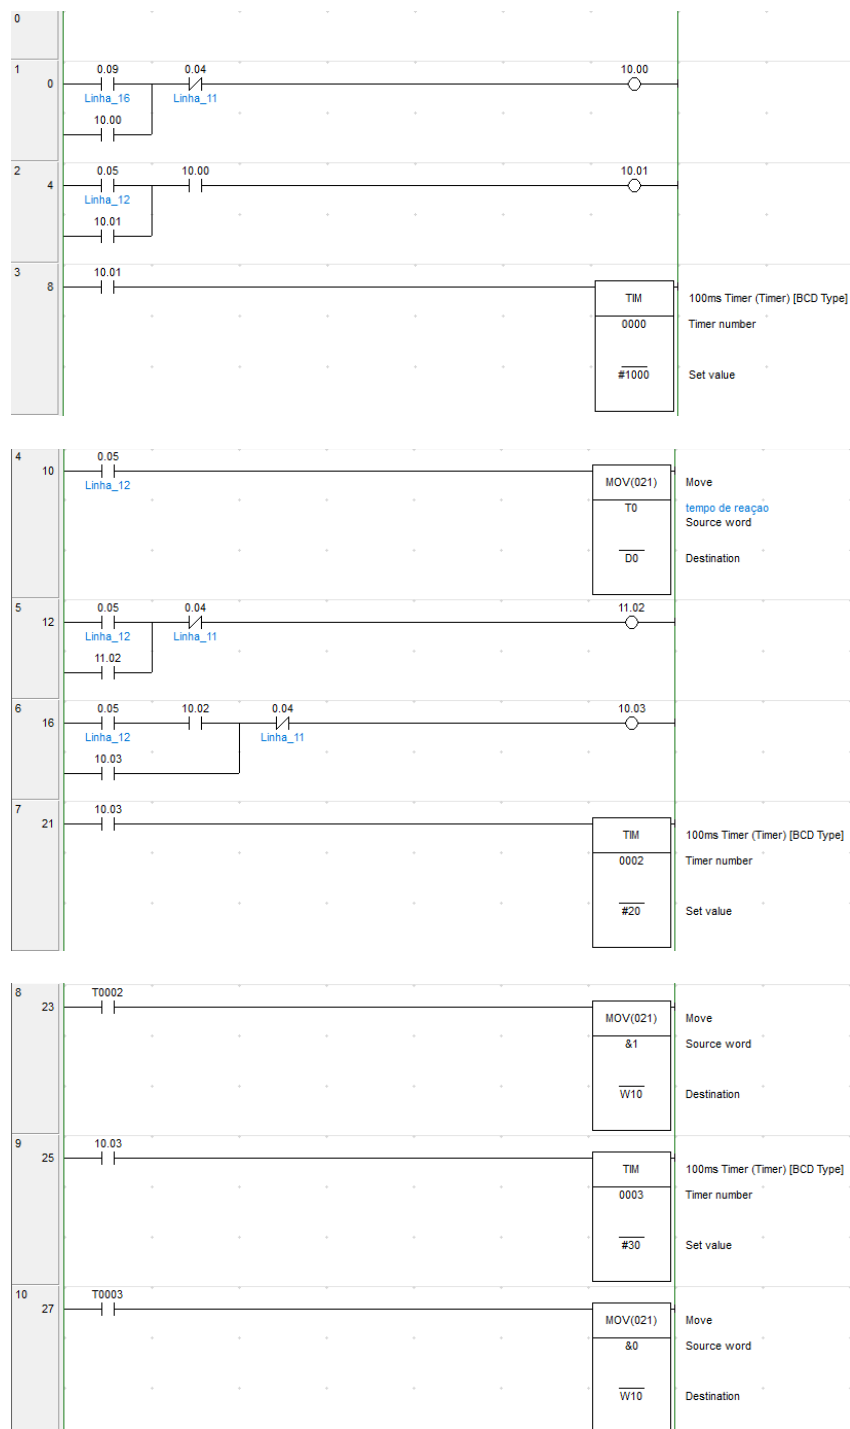 0
1 0 0.09 0.04 10.00
Linha_16 Linha_11
10.00
2 4 0.05 10.00 10.01
Linha_12
10.01
3 8 10.01
TIM 100ms Timer (Timer) [BCD Type]
0000 Timer number
#1000 Set value
4 10 0.05
Linha_12
MOV(021) Move
T0 tempo de reaçao
Source word
D0 Destination
5 12 0.05 0.04 11.02
Linha_12 Linha_11
11.02
6 16 0.05 10.02 0.04 10.03
Linha_12 Linha_11
10.03
7 21 10.03
TIM 100ms Timer (Timer) [BCD Type]
0002 Timer number
#20 Set value
8 23 T0002
MOV(021) Move
&1 Source word
W10 Destination
9 25 10.03
TIM 100ms Timer (Timer) [BCD Type]
0003 Timer number
#30 Set value
10 27 T0003
MOV(021) Move
&0 Source word
W10 Destination